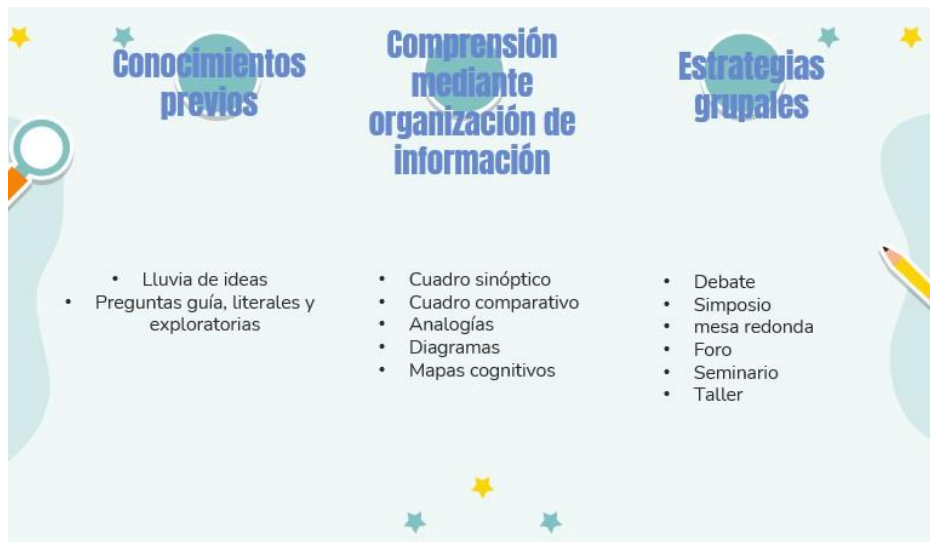 Conocimientos
previos
• Lluvia de ideas
• Preguntas guía, literales y
exploratorias
Comprensión
mediante
organización de
información
• Cuadro sinóptico
• Cuadro comparativo
• Analogías
• Diagramas
• Mapas cognitivos
Estrategias
grupales
• Debate
• Simposio
• mesa redonda
• Foro
• Seminario
• Taller